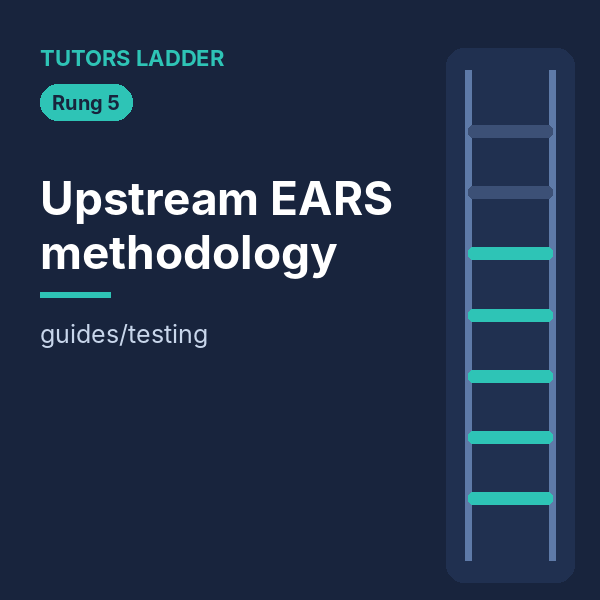 TUTORS LADDER
Rung 5
Upstream EARS
methodology
guides/testing